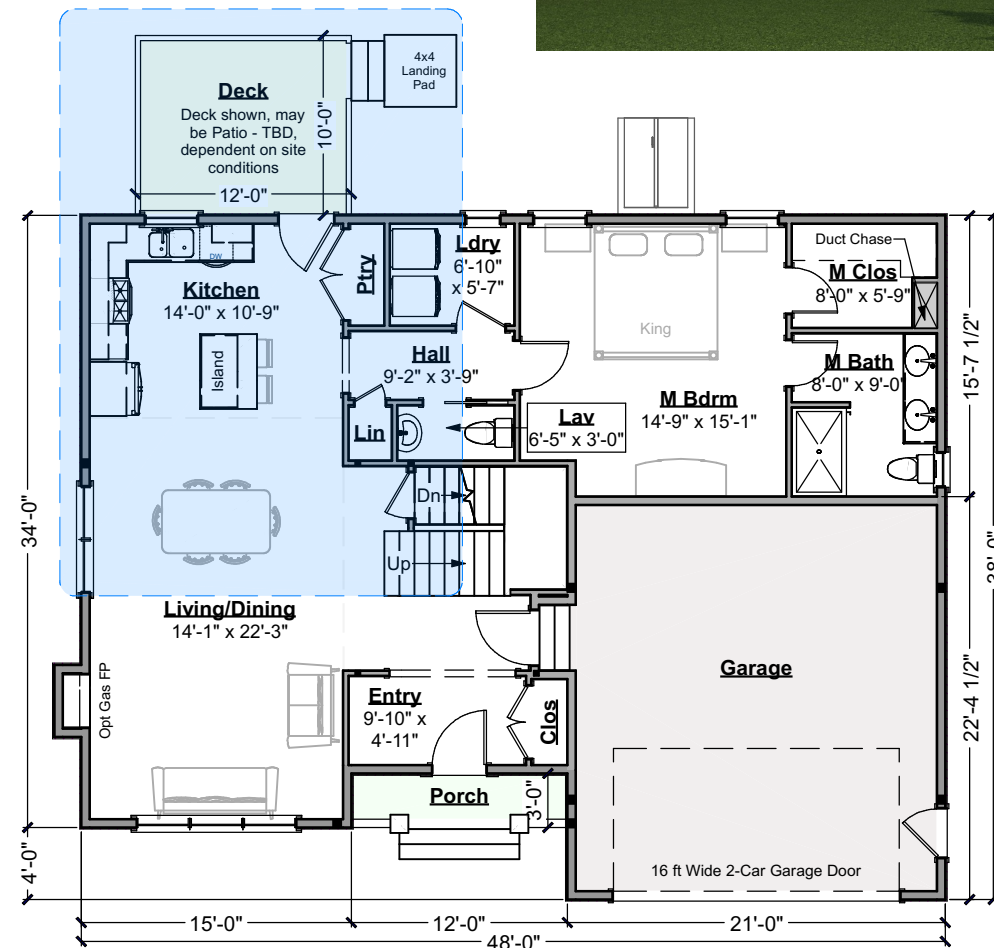 4x4
Landing
Pad
Deck
Deck shown, may
be Patio - TBD,
dependent on site
conditions
10'-0"
12'-0"
Ldry
6'-10"
x 5'-7"
Duct Chase
M Clos
8'-0" x 5'-9"
DW
Ptry
Kitchen
14'-0" x 10'-9"
King
Island
Hall
9'-2" x 3'-9"
M Bath
8'-0" x 9'-0"
15'-7 1/2"
M Bdrm
14'-9" x 15'-1"
Lin
Lav
6'-5" x 3'-0"
Dn
34'-0"
38'-0"
Up
Living/Dining
14'-1" x 22'-3"
Garage
Opt Gas FP
Entry
9'-10" x
4'-11"
Clos
22'-4 1/2"
Porch
3'-0"
4'-0"
16 ft Wide 2-Car Garage Door
15'-0"
12'-0"
21'-0"
48'-0"